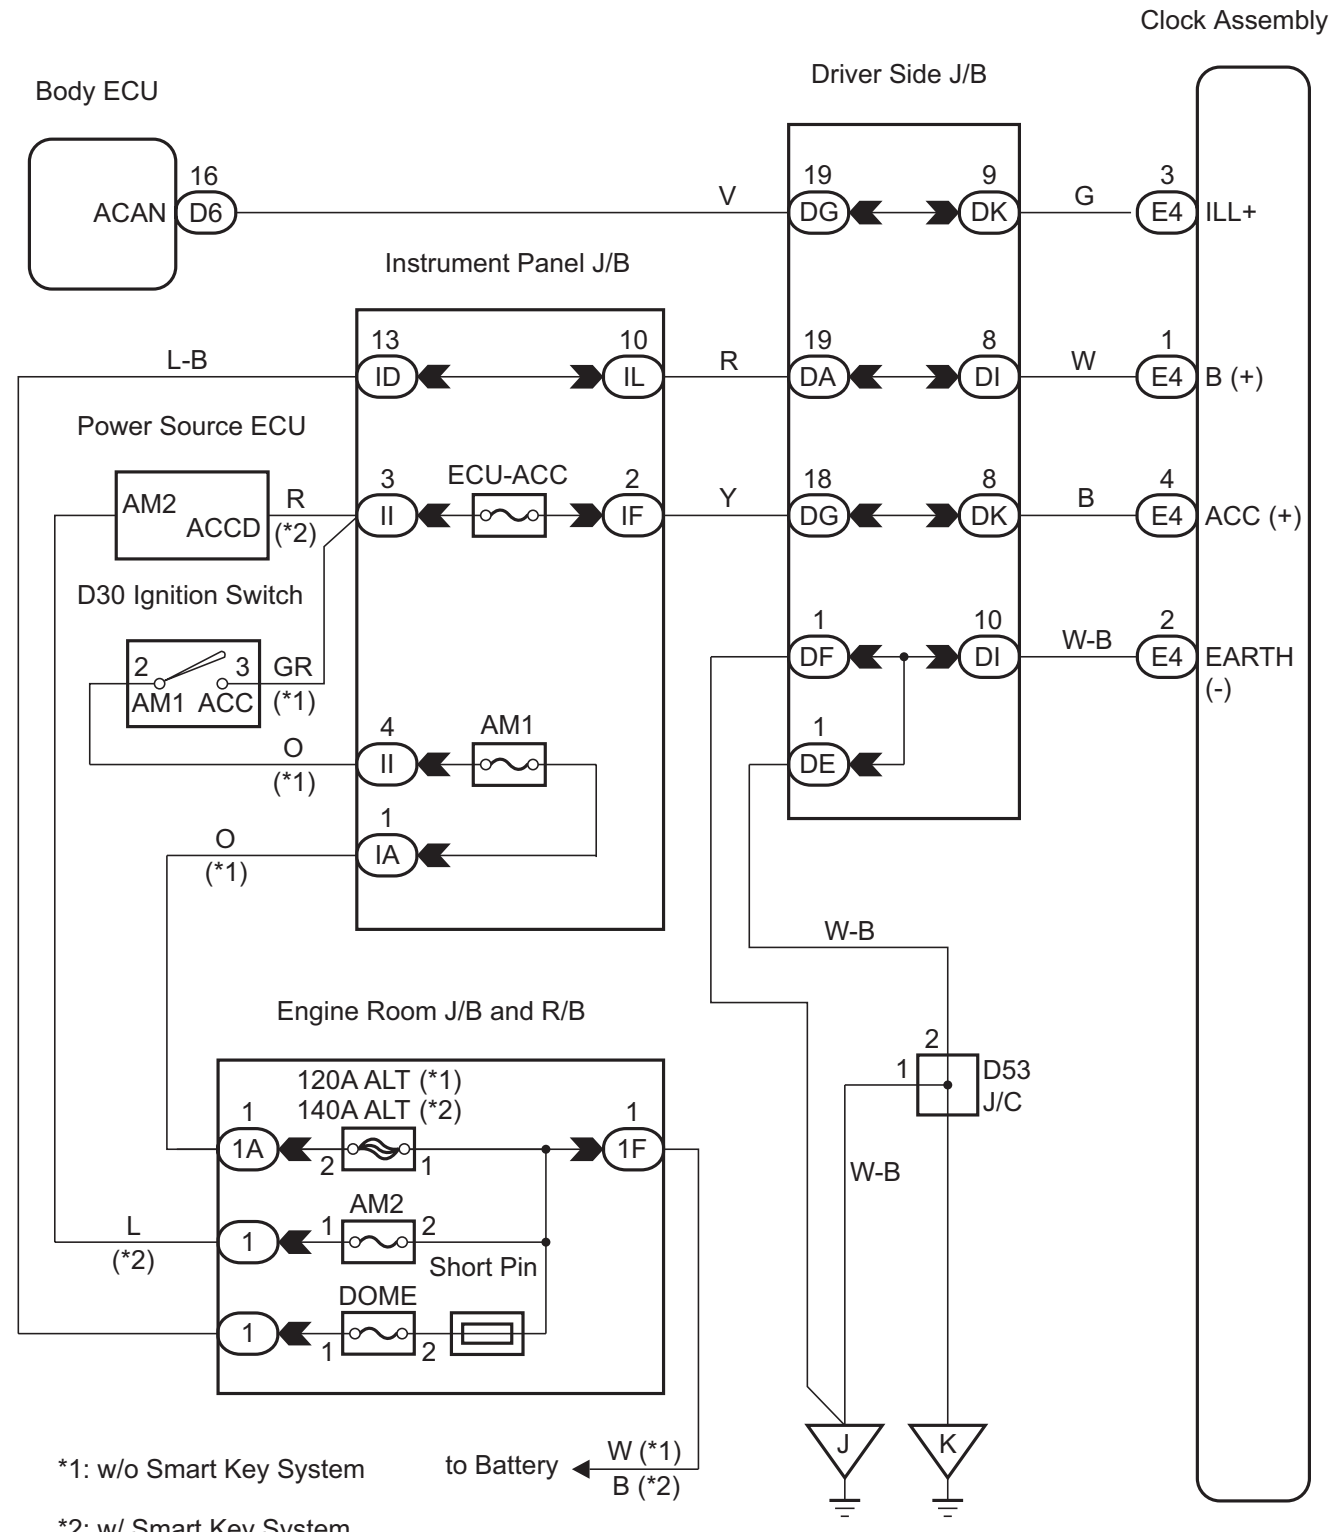 Clock Assembly
Driver Side J/B
Body ECU
16
19
9
3
ACAN
D6
V
DG
DK
G
E4
ILL+
Instrument Panel J/B
13
10
19
8
1
L-B
ID
IL
R
DA
DI
W
E4
B (+)
Power Source ECU
3
ECU-ACC
2
18
8
4
AM2
ACCD
R
(*2)
II
IF
Y
DG
DK
B
E4
ACC (+)
D30 Ignition Switch
1
10
2
2
3
GR
AM1
ACC
(*1)
DF
DI
W-B
E4
EARTH
(-)
4
AM1
1
O
(*1)
II
DE
1
O
(*1)
IA
W-B
Engine Room J/B and R/B
2
1
D53
J/C
120A ALT (*1)
140A ALT (*2)
1
1
1A
2
1
1F
W-B
AM2
L
(*2)
1
1
2
Short Pin
DOME
1
1
2
J
K
*1: w/o Smart Key System
to Battery
W (*1)
B (*2)
*2: w/ Smart Key System